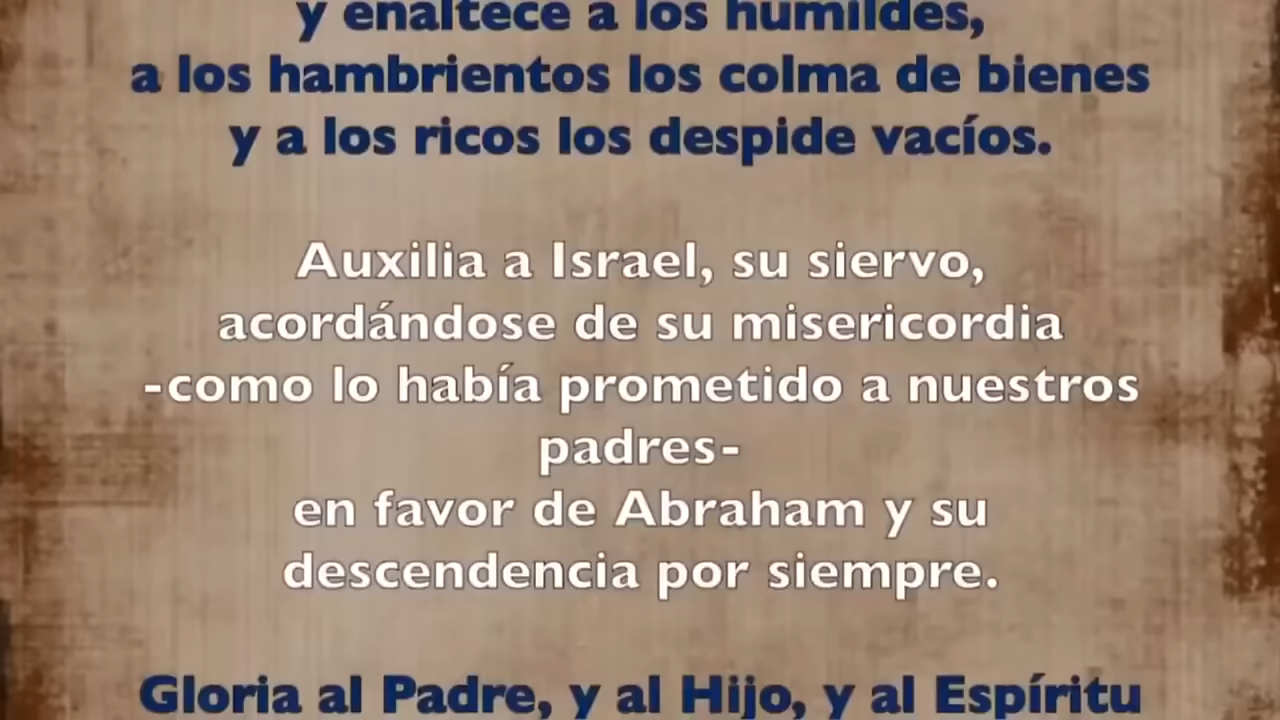 y enaltece a los humildes,
a los hambrientos los colma de bienes
y a los ricos los despide vacíos.
Auxilia a Israel, su siervo,
acordándose de su misericordia
-como lo había prometido a nuestros
padres-
en favor de Abraham y su
descendencia por siempre.
Gloria al Padre, y al Hijo, y al Espíritu